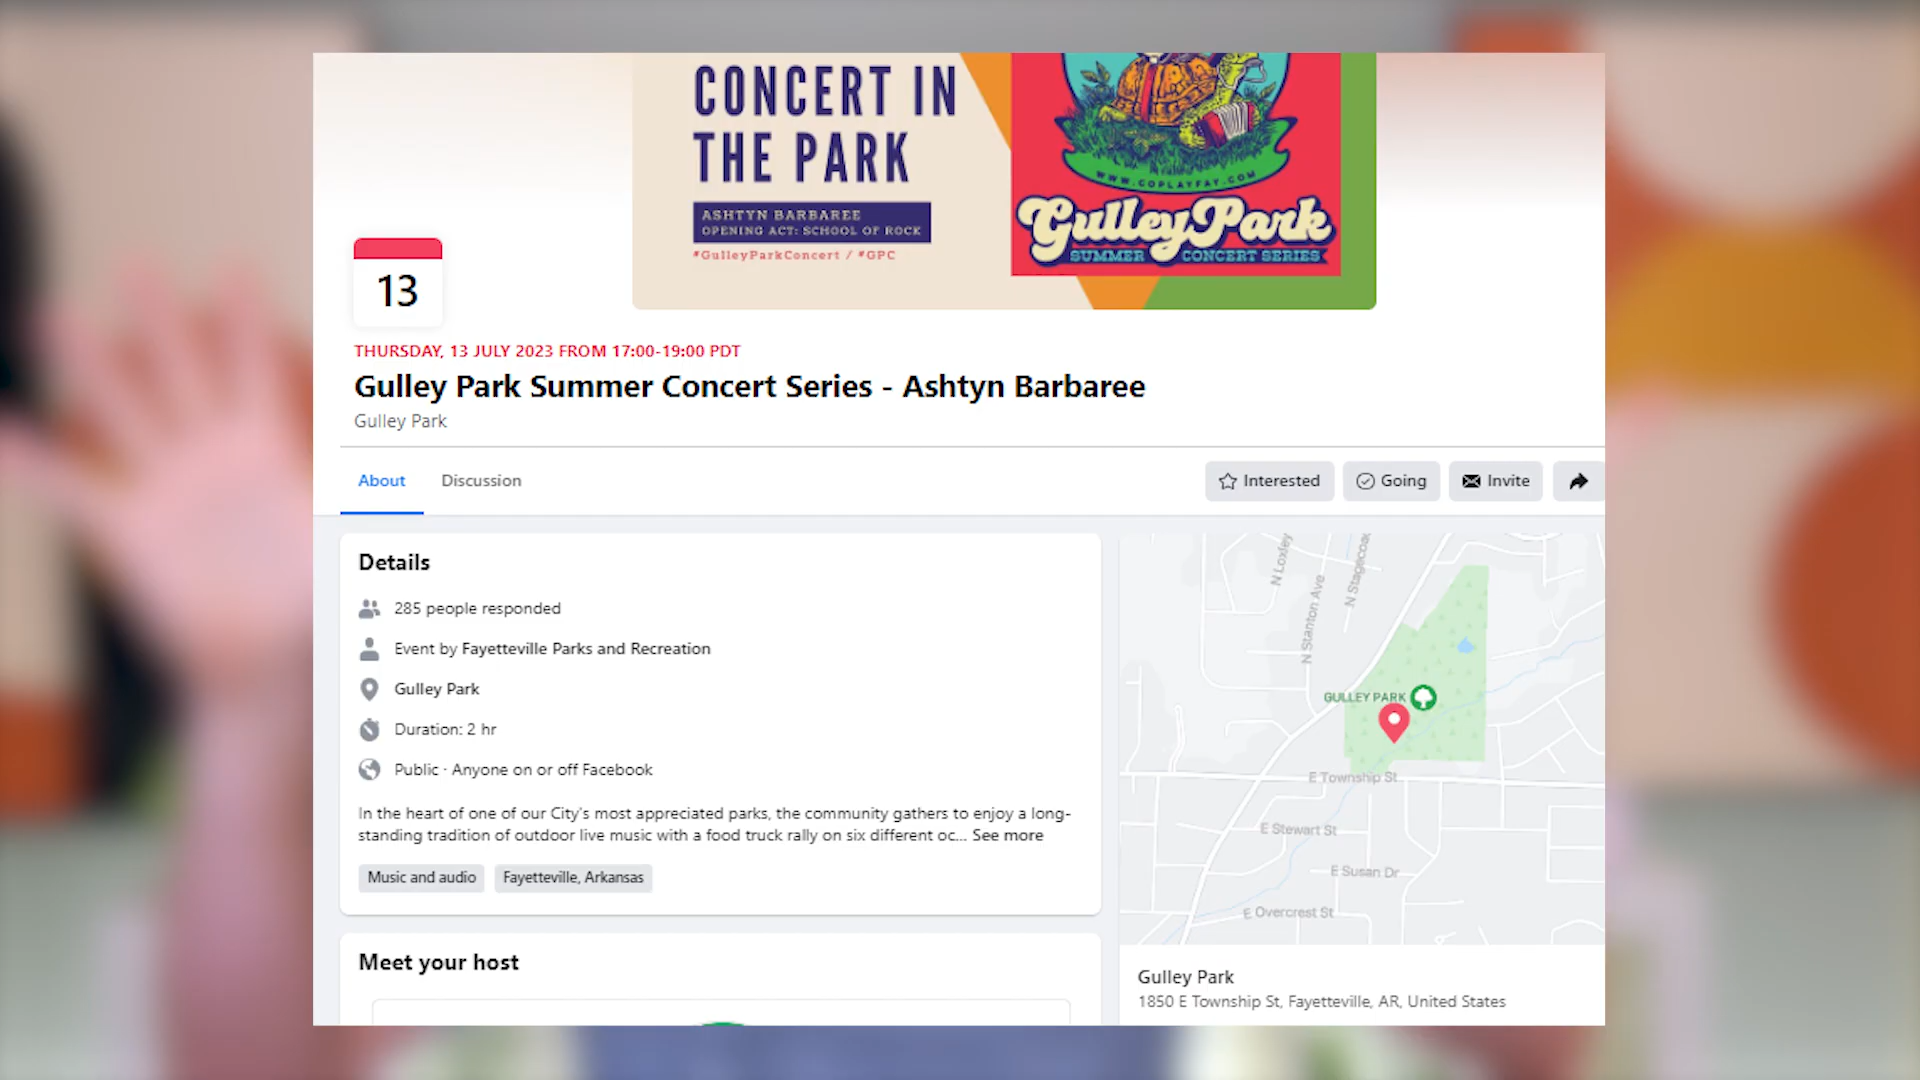 CONCERT IN
THE PARK
ASHTYN BARBAREE
OPENING ACT: SCHOOL OF ROCK
#GulleyParkConcert / #GPC
WWW.GOPLAYFAY.COM
Gulley Park
SUMMER CONCERT SERIES
13
THURSDAY, 13 JULY 2023 FROM 17:00-19:00 PDT
Gulley Park Summer Concert Series - Ashtyn Barbaree
Gulley Park
About
Discussion
Interested
Going
Invite
Details
285 people responded
Event by Fayetteville Parks and Recreation
Gulley Park
Duration: 2 hr
Public · Anyone on or off Facebook
In the heart of one of our City's most appreciated parks, the community gathers to enjoy a long-
standing tradition of outdoor live music with a food truck rally on six different oc... See more
Music and audio
Fayetteville, Arkansas
Meet your host
N Loxley
N Stanton Ave
N Stagecoa
GULLEY PARK
E Township St
E Stewart St
E Susan Dr
E Overcrest St
Gulley Park
1850 E Township St, Fayetteville, AR, United States